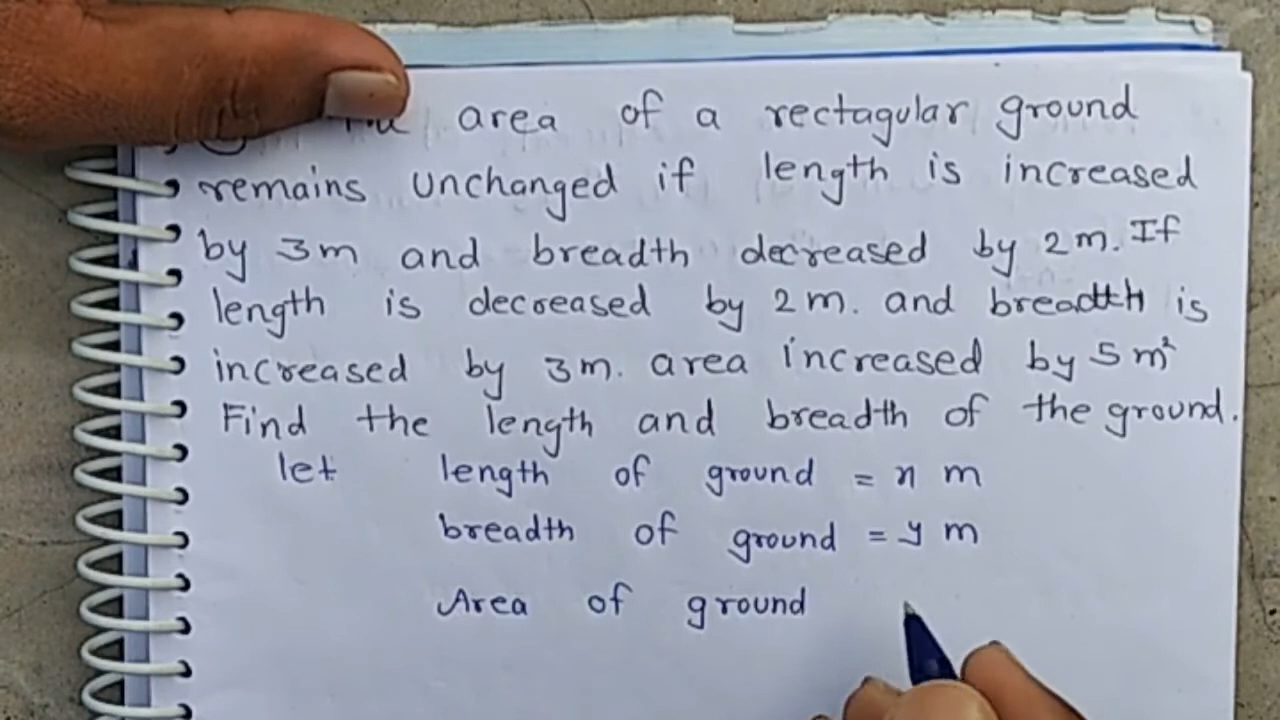 area of a rectagular ground
remains unchanged if length is increased
by 3m and breadth decreased by 2m. If
length is decreased by 2m. and breadth is
increased by 3m. area increased by 5m²
Find the length and breadth of the ground.
let length of ground = x m
breadth of ground = y m
Area of ground